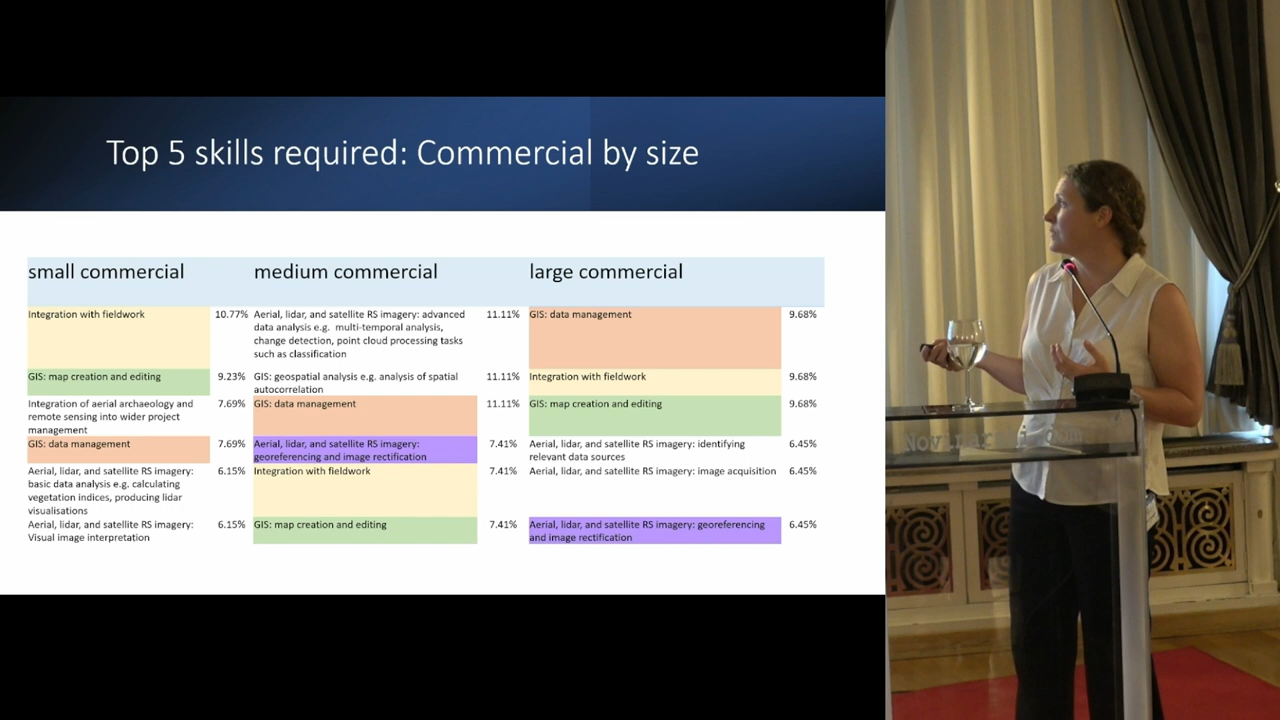 Top 5 skills required: Commercial by size
small commercial medium commercial large commercial
Integration with fieldwork 10.77% Aerial, lidar, and satellite RS imagery: advanced 11.11% GIS: data management 9.68%
data analysis e.g. multi-temporal analysis,
change detection, point cloud processing tasks
such as classification
GIS: map creation and editing 9.23% GIS: geospatial analysis e.g. analysis of spatial 11.11% Integration with fieldwork 9.68%
autocorrelation
Integration of aerial archaeology and 7.69% GIS: data management 11.11% GIS: map creation and editing 9.68%
remote sensing into wider project
management
GIS: data management 7.69% Aerial, lidar, and satellite RS imagery: 7.41% Aerial, lidar, and satellite RS imagery: identifying 6.45%
georeferencing and image rectification relevant data sources
Aerial, lidar, and satellite RS imagery: 6.15% Integration with fieldwork 7.41% Aerial, lidar, and satellite RS imagery: image acquisition 6.45%
basic data analysis e.g. calculating
vegetation indices, producing lidar
visualisations
Aerial, lidar, and satellite RS imagery: 6.15% GIS: map creation and editing 7.41% Aerial, lidar, and satellite RS imagery: georeferencing 6.45%
Visual image interpretation and image rectification